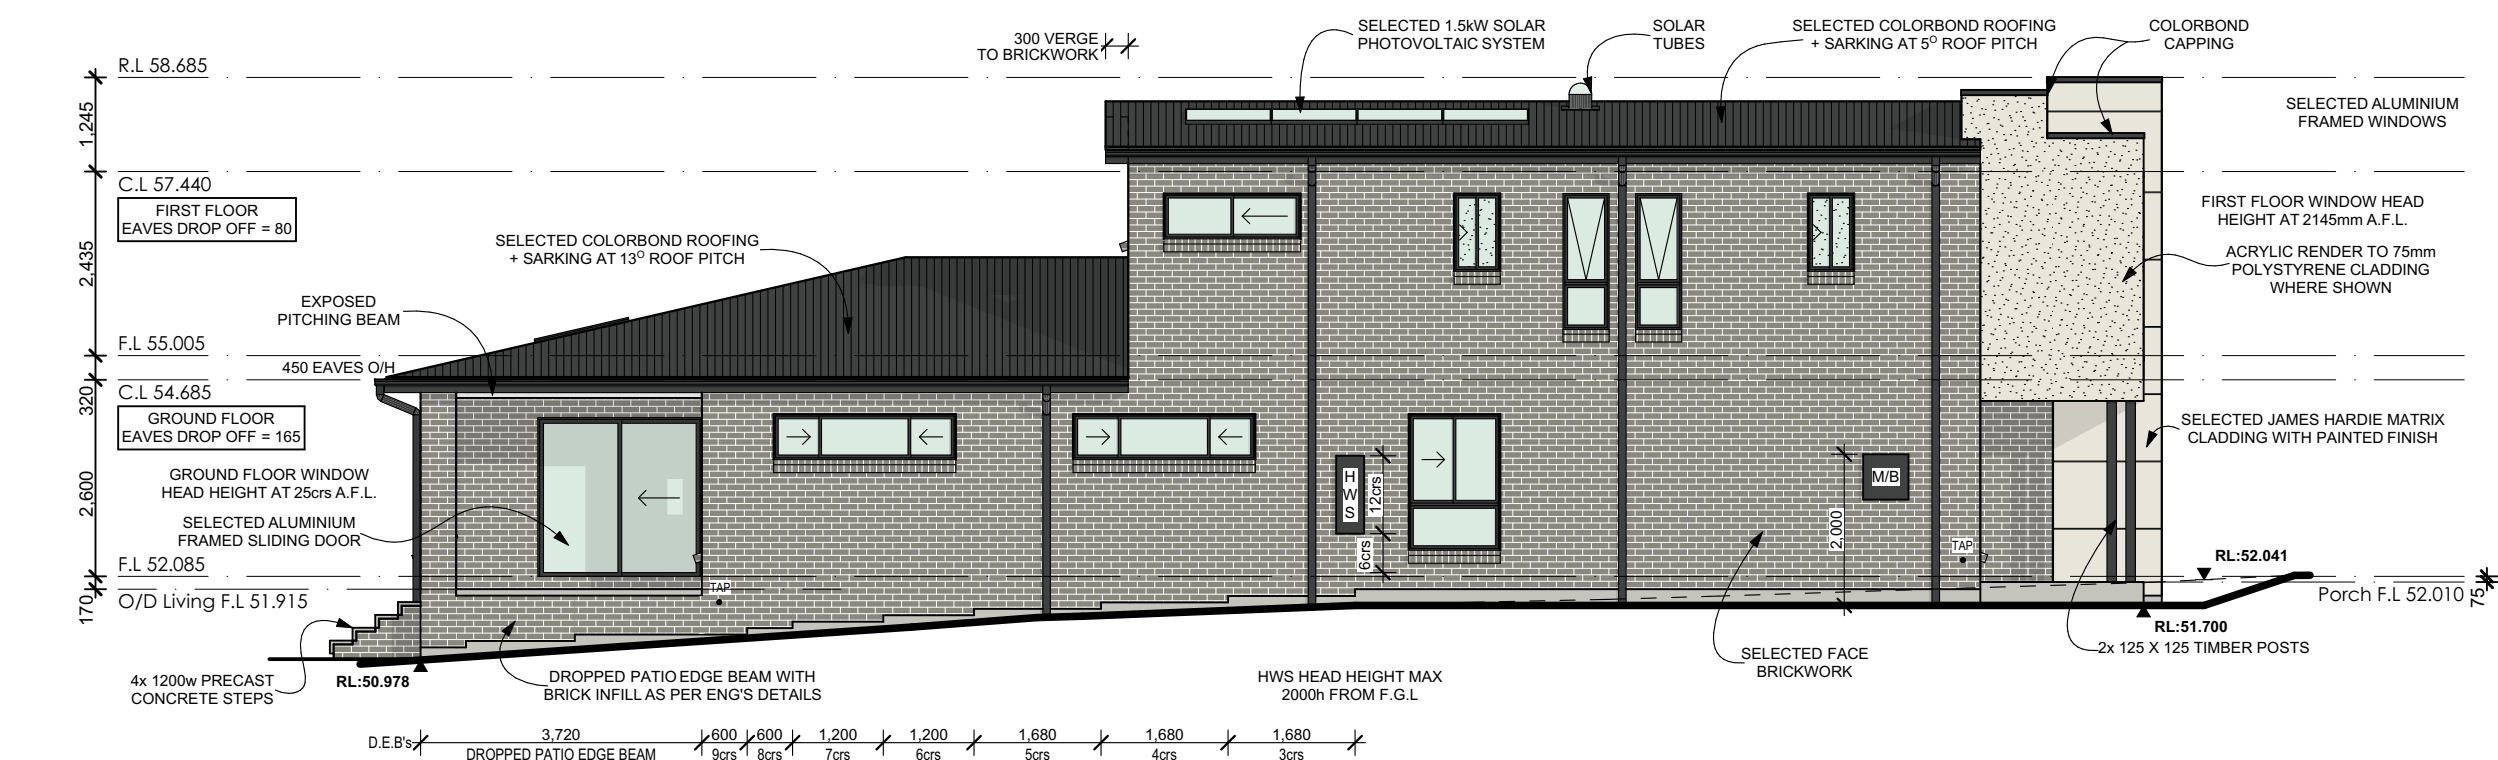 300 VERGE
TO BRICKWORK
SELECTED 1.5kW SOLAR
PHOTOVOLTAIC SYSTEM
SOLAR
TUBES
SELECTED COLORBOND ROOFING
+ SARKING AT 5° ROOF PITCH
COLORBOND
CAPPING
R.L 58.685
1,245
SELECTED ALUMINIUM
FRAMED WINDOWS
C.L 57.440
FIRST FLOOR
EAVES DROP OFF = 80
2,435
SELECTED COLORBOND ROOFING
+ SARKING AT 13° ROOF PITCH
FIRST FLOOR WINDOW HEAD
HEIGHT AT 2145mm A.F.L.
ACRYLIC RENDER TO 75mm
POLYSTYRENE CLADDING
WHERE SHOWN
EXPOSED
PITCHING BEAM
F.L 55.005
450 EAVES O/H
320
C.L 54.685
GROUND FLOOR
EAVES DROP OFF = 165
SELECTED JAMES HARDIE MATRIX
CLADDING WITH PAINTED FINISH
2,600
GROUND FLOOR WINDOW
HEAD HEIGHT AT 25crs A.F.L.
SELECTED ALUMINIUM
FRAMED SLIDING DOOR
H
W
S
12crs
6crs
M/B
2,000
TAP
TAP
F.L 52.085
170
O/D Living F.L 51.915
RL:52.041
Porch F.L 52.010
75
RL:51.700
2x 125 X 125 TIMBER POSTS
4x 1200w PRECAST
CONCRETE STEPS
RL:50.978
DROPPED PATIO EDGE BEAM WITH
BRICK INFILL AS PER ENG'S DETAILS
HWS HEAD HEIGHT MAX
2000h FROM F.G.L
SELECTED FACE
BRICKWORK
D.E.B's
3,720 600 600 1,200 1,200 1,680 1,680 1,680
DROPPED PATIO EDGE BEAM 9crs 8crs 7crs 6crs 5crs 4crs 3crs